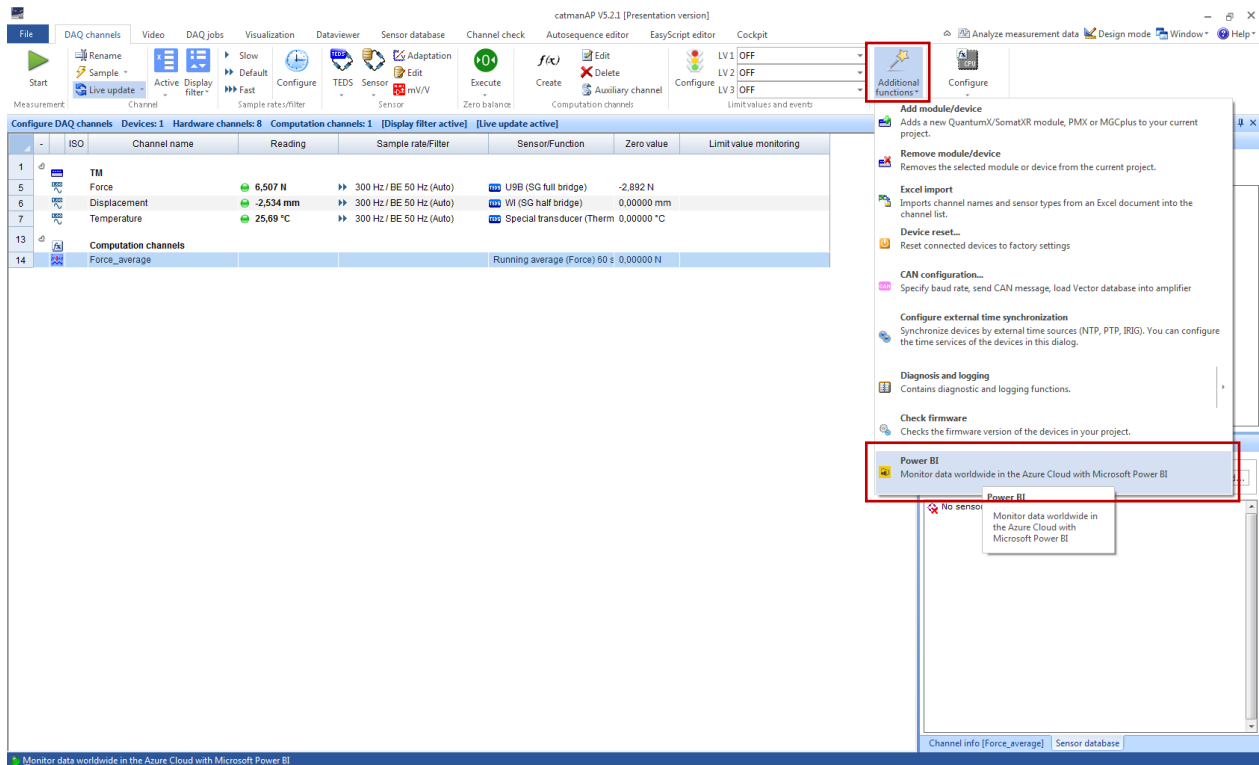 catmanAP V5.2.1 [Presentation version]
File DAQ channels Video DAQ jobs Visualization Dataviewer Sensor database Channel check Autosequence editor EasyScript editor Cockpit Analyze measurement data Design mode Window Help
Start
Rename
Sample
Live update
Active
Display filter
Slow
Default
Fast
Configure
TEDS
Sensor
Adaptation
Edit
mV/V
Execute
f(x)
Create
Edit
Delete
Auxiliary channel
Configure
LV 1 OFF
LV 2 OFF
LV 3 OFF
Additional functions
CPU
Configure
Measurement Channel Sample rates/filter Sensor Zero balance Computation channels Limit values and events
Configure DAQ channels Devices: 1 Hardware channels: 8 Computation channels: 1 [Display filter active] [Live update active]
- ISO Channel name Reading Sample rate/Filter Sensor/Function Zero value Limit value monitoring
1 TM
5 Force 6,507 N 300 Hz / BE 50 Hz (Auto) TEDS U9B (SG full bridge) -2,892 N
6 Displacement -2,534 mm 300 Hz / BE 50 Hz (Auto) TEDS WI (SG half bridge) 0,00000 mm
7 Temperature 25,69 °C 300 Hz / BE 50 Hz (Auto) TEDS Special transducer (Therm 0,00000 °C
13 fx Computation channels
14 Force_average Running average (Force) 60 s 0,00000 N
Add module/device
Adds a new QuantumX/SomatXR module, PMX or MGCplus to your current
project.
Remove module/device
Removes the selected module or device from the current project.
Excel import
Imports channel names and sensor types from an Excel document into the
channel list.
Device reset...
Reset connected devices to factory settings
CAN configuration...
CAN Specify baud rate, send CAN message, load Vector database into amplifier
Configure external time synchronization
Synchronize devices by external time sources (NTP, PTP, IRIG). You can configure
the time services of the devices in this dialog.
Diagnosis and logging
Contains diagnostic and logging functions.
Check firmware
Checks the firmware version of the devices in your project.
Power BI
Monitor data worldwide in the Azure Cloud with Microsoft Power BI
Power BI
Monitor data worldwide in
the Azure Cloud with
Microsoft Power BI
No sensor
Channel info [Force_average] Sensor database
Monitor data worldwide in the Azure Cloud with Microsoft Power BI